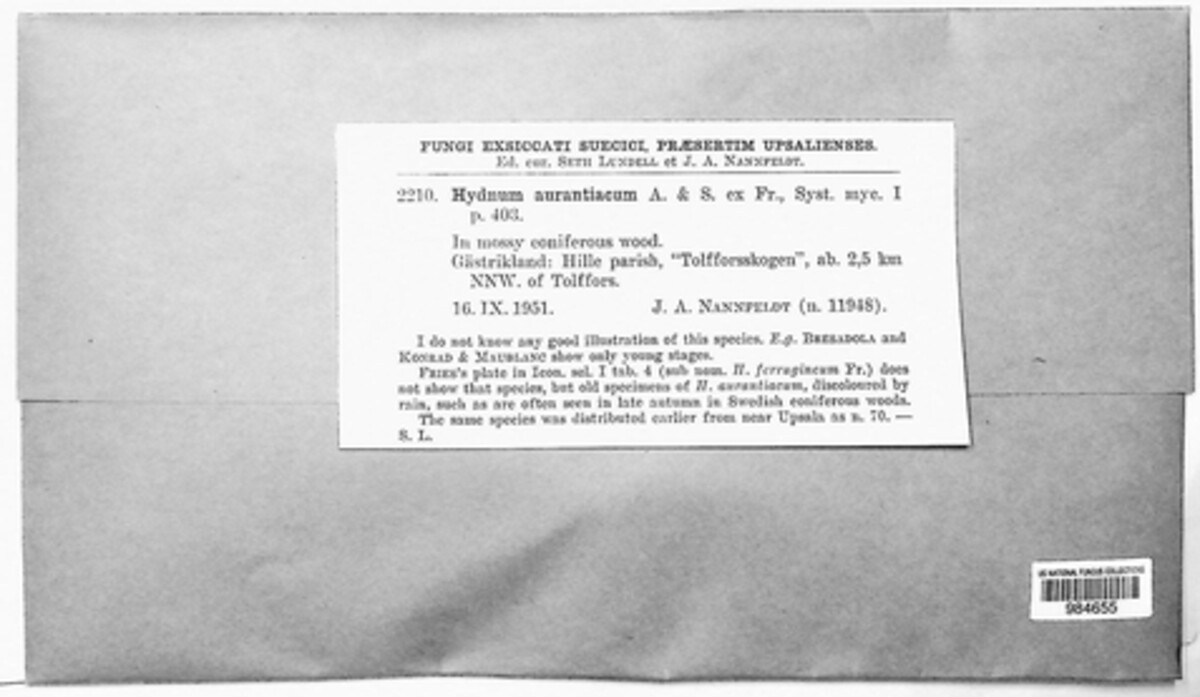 FUNGI EXSICCATI SUECICI, PRÆSERTIM UPSALIENSES.
Ed. cur. SETH LUNDELL et J. A. NANNFELDT.
2210. Hydnum aurantiacum A. & S. ex Fr., Syst. myc. I
p. 403.
In mossy coniferous wood.
Gästrikland: Hille parish, "Tolfforsskogen", ab. 2,5 km
NNW. of Tolffors.
16. IX. 1951. J. A. NANNFELDT (n. 11948).
I do not know any good illustration of this species. E.g. BRESADOLA and
KONRAD & MAUBLANC show only young stages.
FRIES's plate in Icon. sel. I tab. 4 (sub nom. H. ferrugineum Fr.) does
not show that species, but old specimens of H. aurantiacum, discoloured by
rain, such as are often seen in late autumn in Swedish coniferous woods.
The same species was distributed earlier from near Upsala as n. 70. —
S. L.
US NATIONAL FUNGUS COLLECTIONS
984655